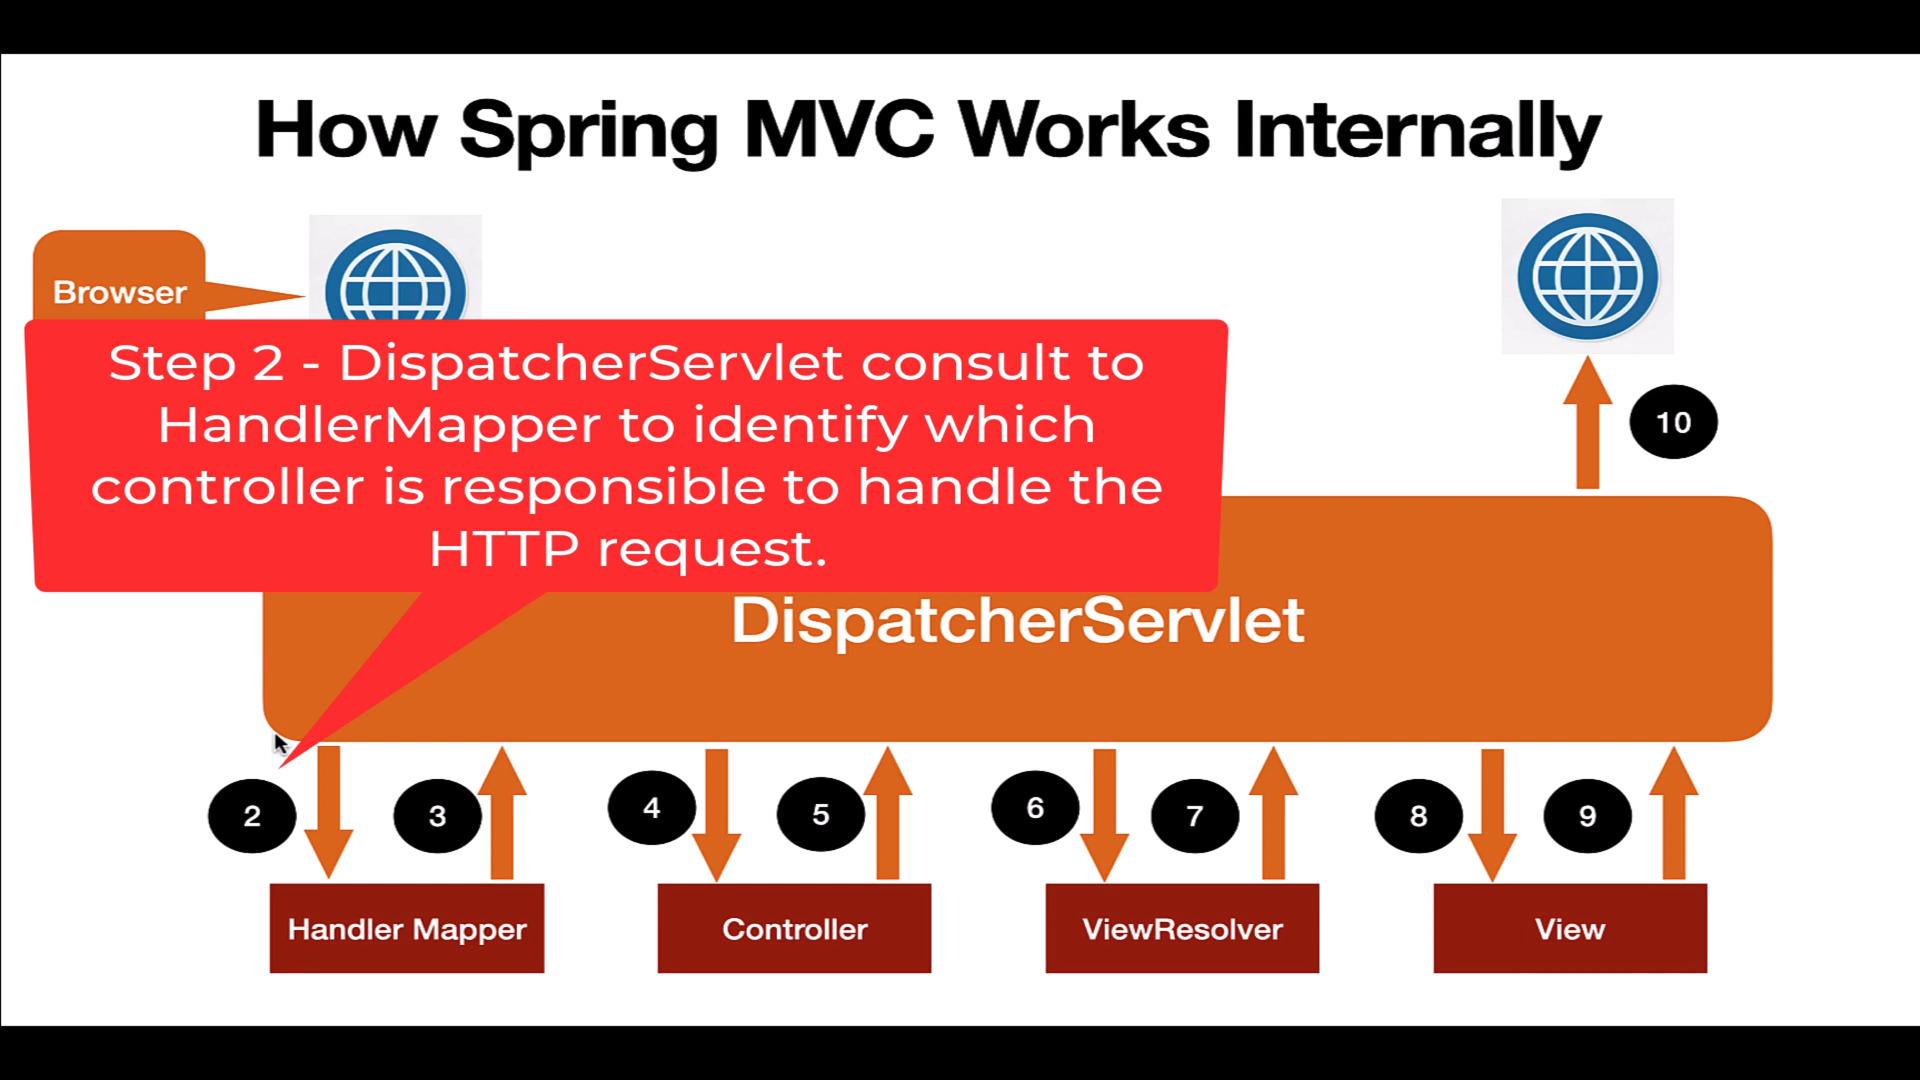 How Spring MVC Works Internally
Browser
Step 2 - DispatcherServlet consult to
HandlerMapper to identify which
controller is responsible to handle the
HTTP request.
10
DispatcherServlet
2
3
4
5
6
7
8
9
Handler Mapper
Controller
ViewResolver
View